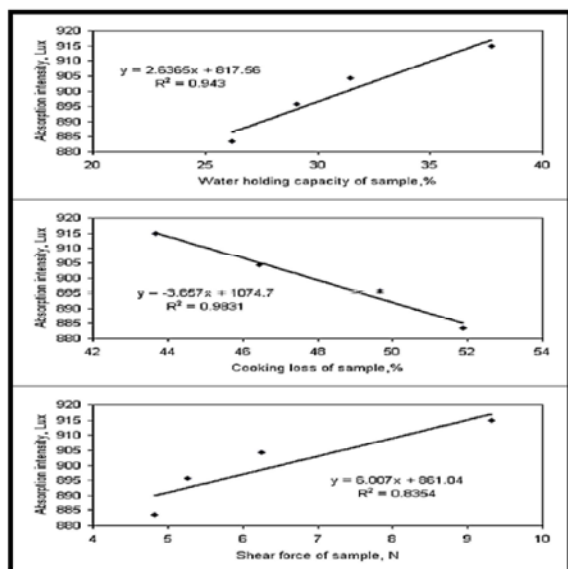 Absorption intensity, Lux
920
915
910
905
900
895
890
885
880
y = 2.6365x + 817.56
R² = 0.943
20 25 30 35 40
Water holding capacity of sample,%
Absorption intensity, Lux
920
915
910
905
900
895
890
885
880
y = -3.657x + 1074.7
R² = 0.9831
42 44 46 48 50 52 54
Cooking loss of sample,%
Absorption intensity, Lux
920
915
910
905
900
895
890
885
880
y = 6.007x + 861.04
R² = 0.8354
4 5 6 7 8 9 10
Shear force of sample, N